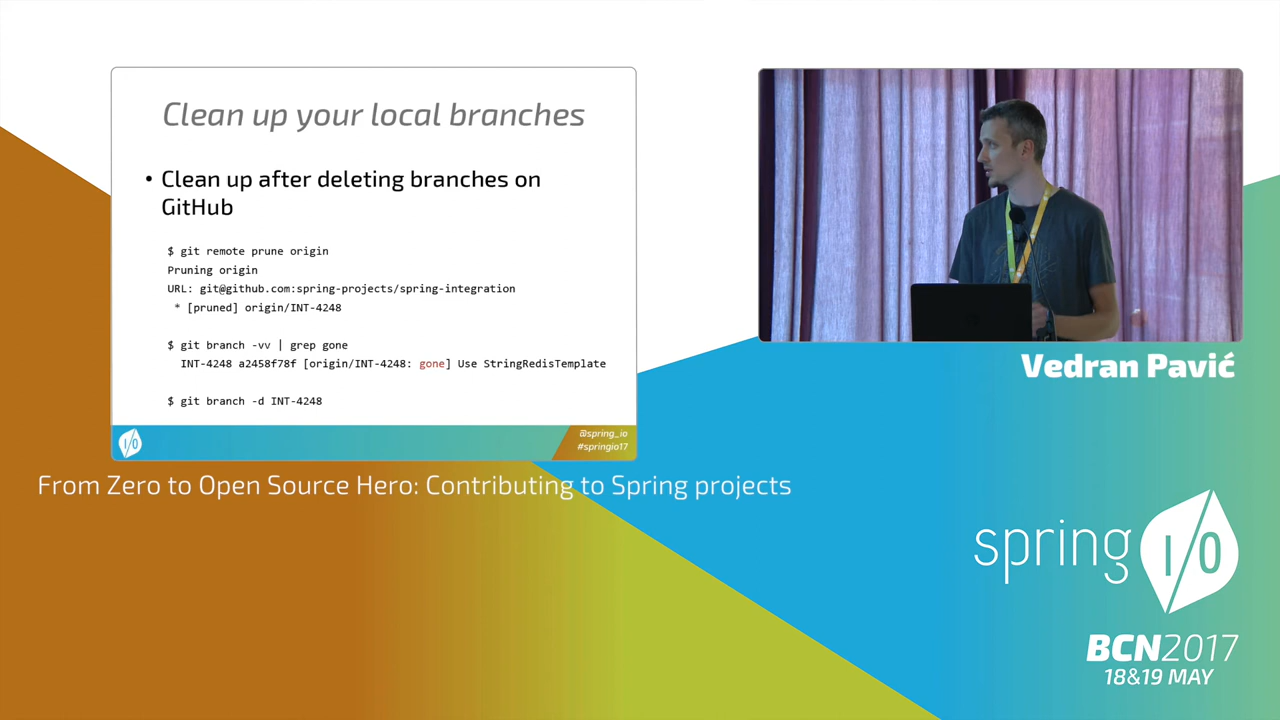 Clean up your local branches
• Clean up after deleting branches on
GitHub
$ git remote prune origin
Pruning origin
URL: git@github.com:spring-projects/spring-integration
* [pruned] origin/INT-4248
$ git branch -vv | grep gone
INT-4248 a2458f78f [origin/INT-4248: gone] Use StringRedisTemplate
$ git branch -d INT-4248
I/O
@spring_io
#springio17
Vedran Pavić
From Zero to Open Source Hero: Contributing to Spring projects
spring I/O
BCN2017
18&19 MAY